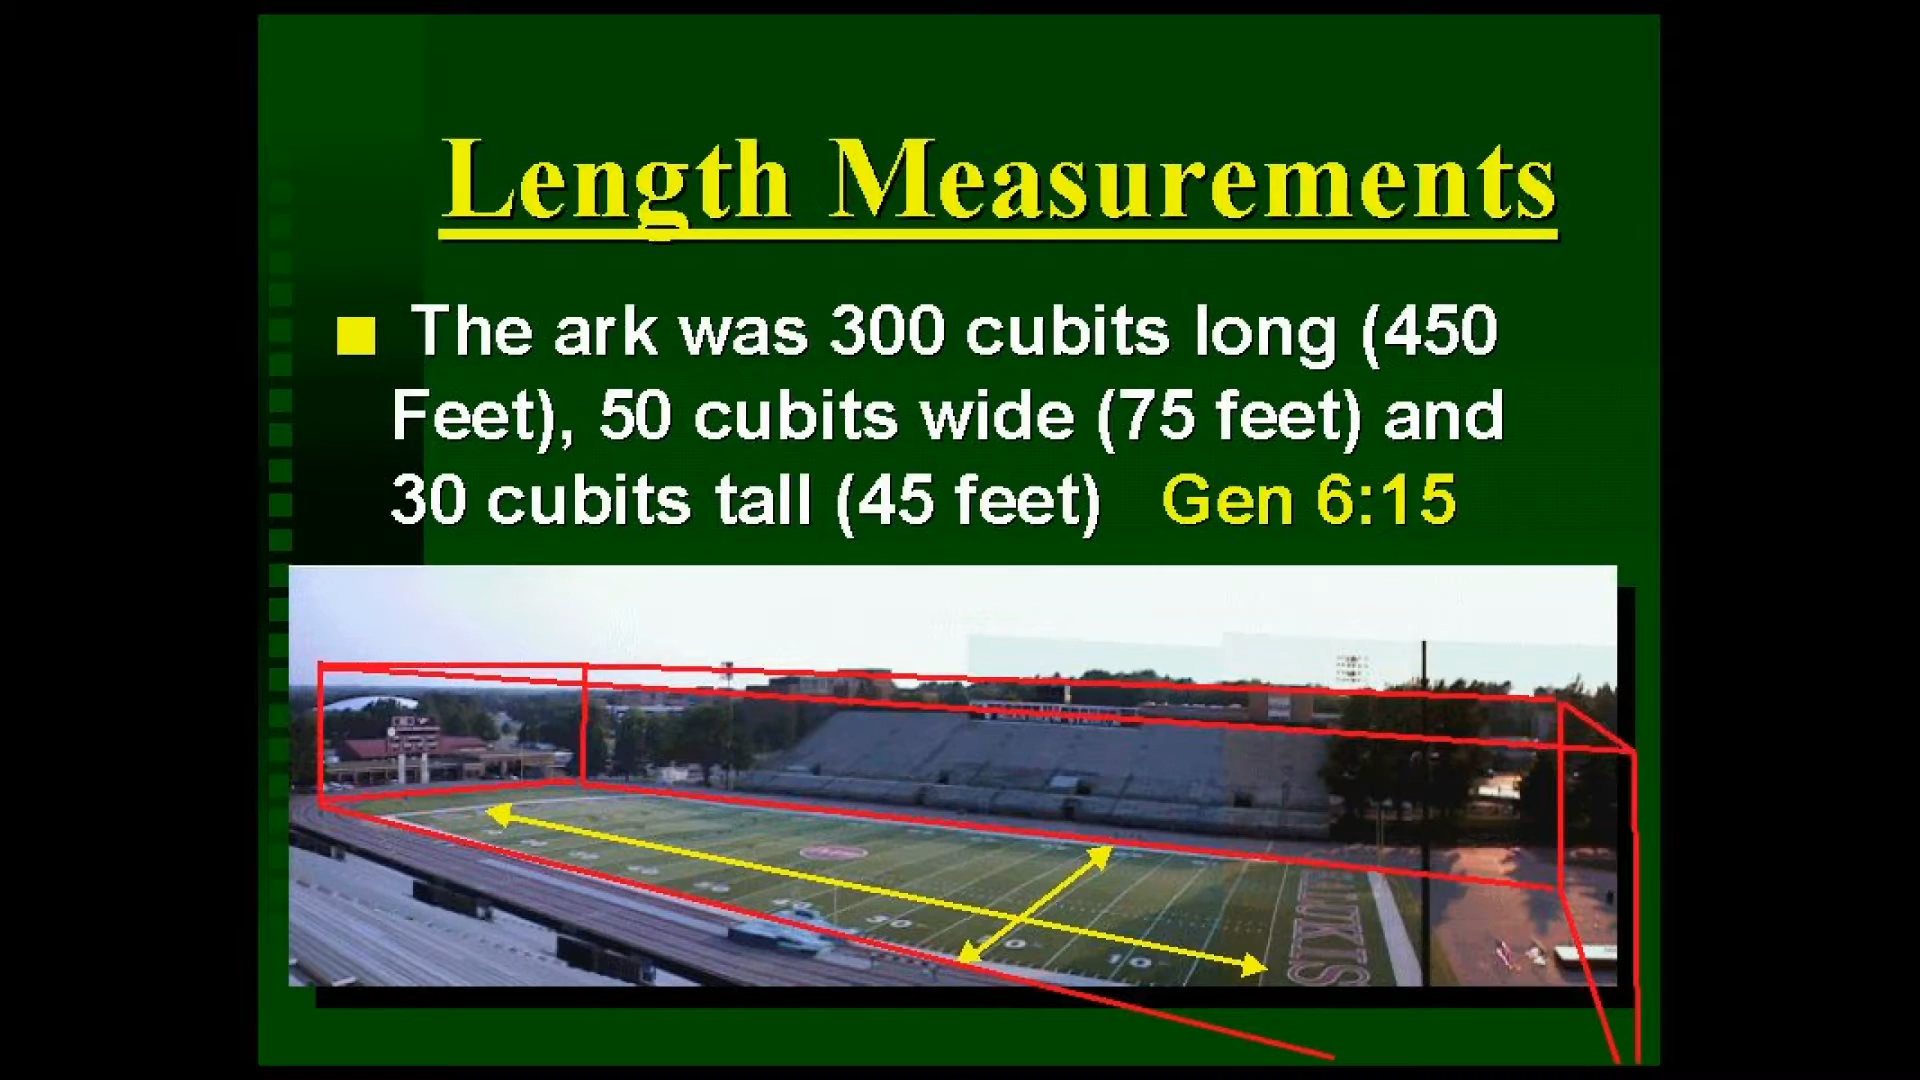 Length Measurements
The ark was 300 cubits long (450
Feet), 50 cubits wide (75 feet) and
30 cubits tall (45 feet) Gen 6:15
10